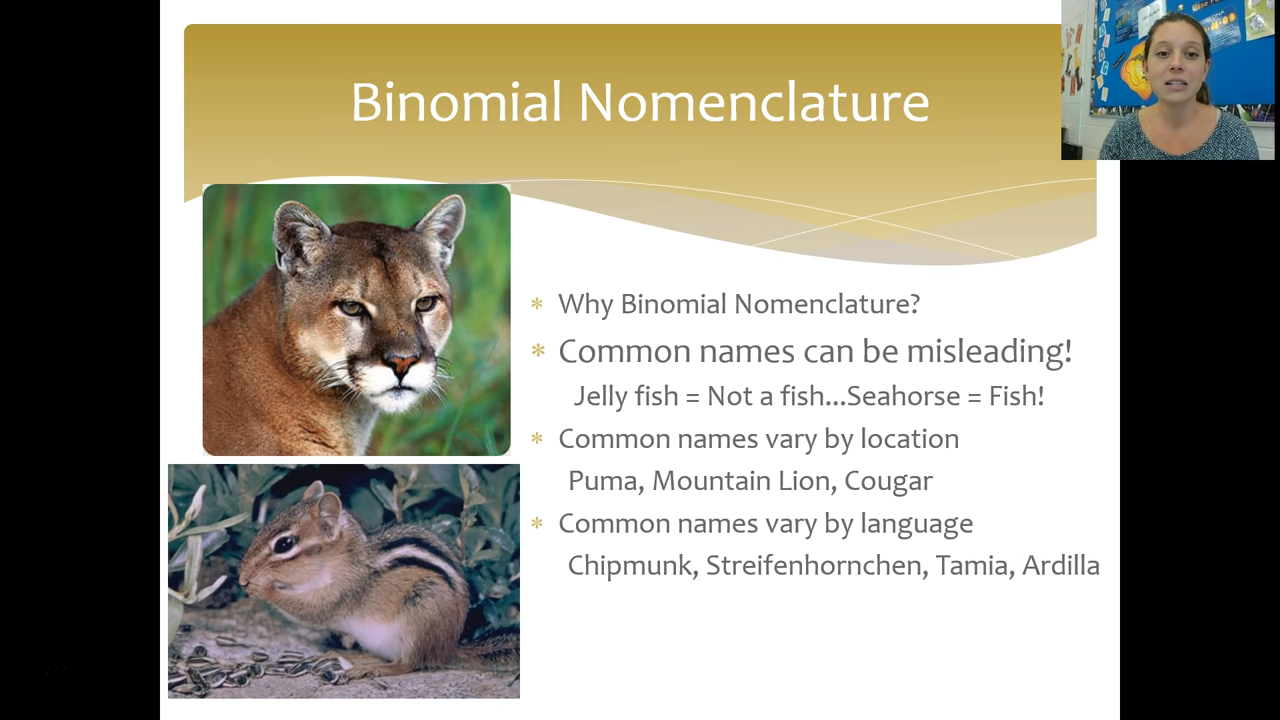 Binomial Nomenclature
* Why Binomial Nomenclature?
* Common names can be misleading!
Jelly fish = Not a fish...Seahorse = Fish!
* Common names vary by location
Puma, Mountain Lion, Cougar
* Common names vary by language
Chipmunk, Streifenhornchen, Tamia, Ardilla